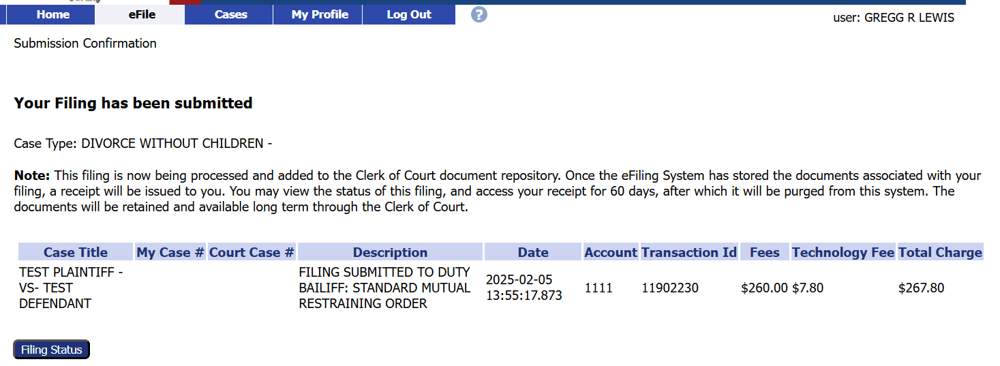 Home eFile Cases My Profile Log Out ?
user: GREGG R LEWIS
Submission Confirmation
Your Filing has been submitted
Case Type: DIVORCE WITHOUT CHILDREN -
Note: This filing is now being processed and added to the Clerk of Court document repository. Once the eFiling System has stored the documents associated with your
filing, a receipt will be issued to you. You may view the status of this filing, and access your receipt for 60 days, after which it will be purged from this system. The
documents will be retained and available long term through the Clerk of Court.
Case Title My Case # Court Case # Description Date Account Transaction Id Fees Technology Fee Total Charge
TEST PLAINTIFF -
VS- TEST
DEFENDANT
FILING SUBMITTED TO DUTY
BAILIFF: STANDARD MUTUAL
RESTRAINING ORDER
2025-02-05
13:55:17.873
1111 11902230 $260.00 $7.80 $267.80
Filing Status